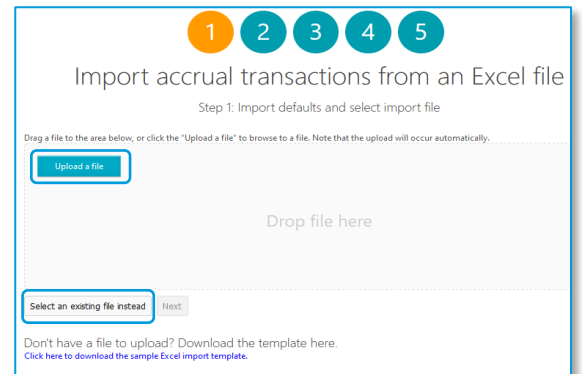 1 2 3 4 5
Import accrual transactions from an Excel file
Step 1: Import defaults and select import file
Drag a file to the area below, or click the "Upload a file" to browse to a file. Note that the upload will occur automatically.
Upload a file
Drop file here
Select an existing file instead Next
Don't have a file to upload? Download the template here.
Click here to download the sample Excel import template.